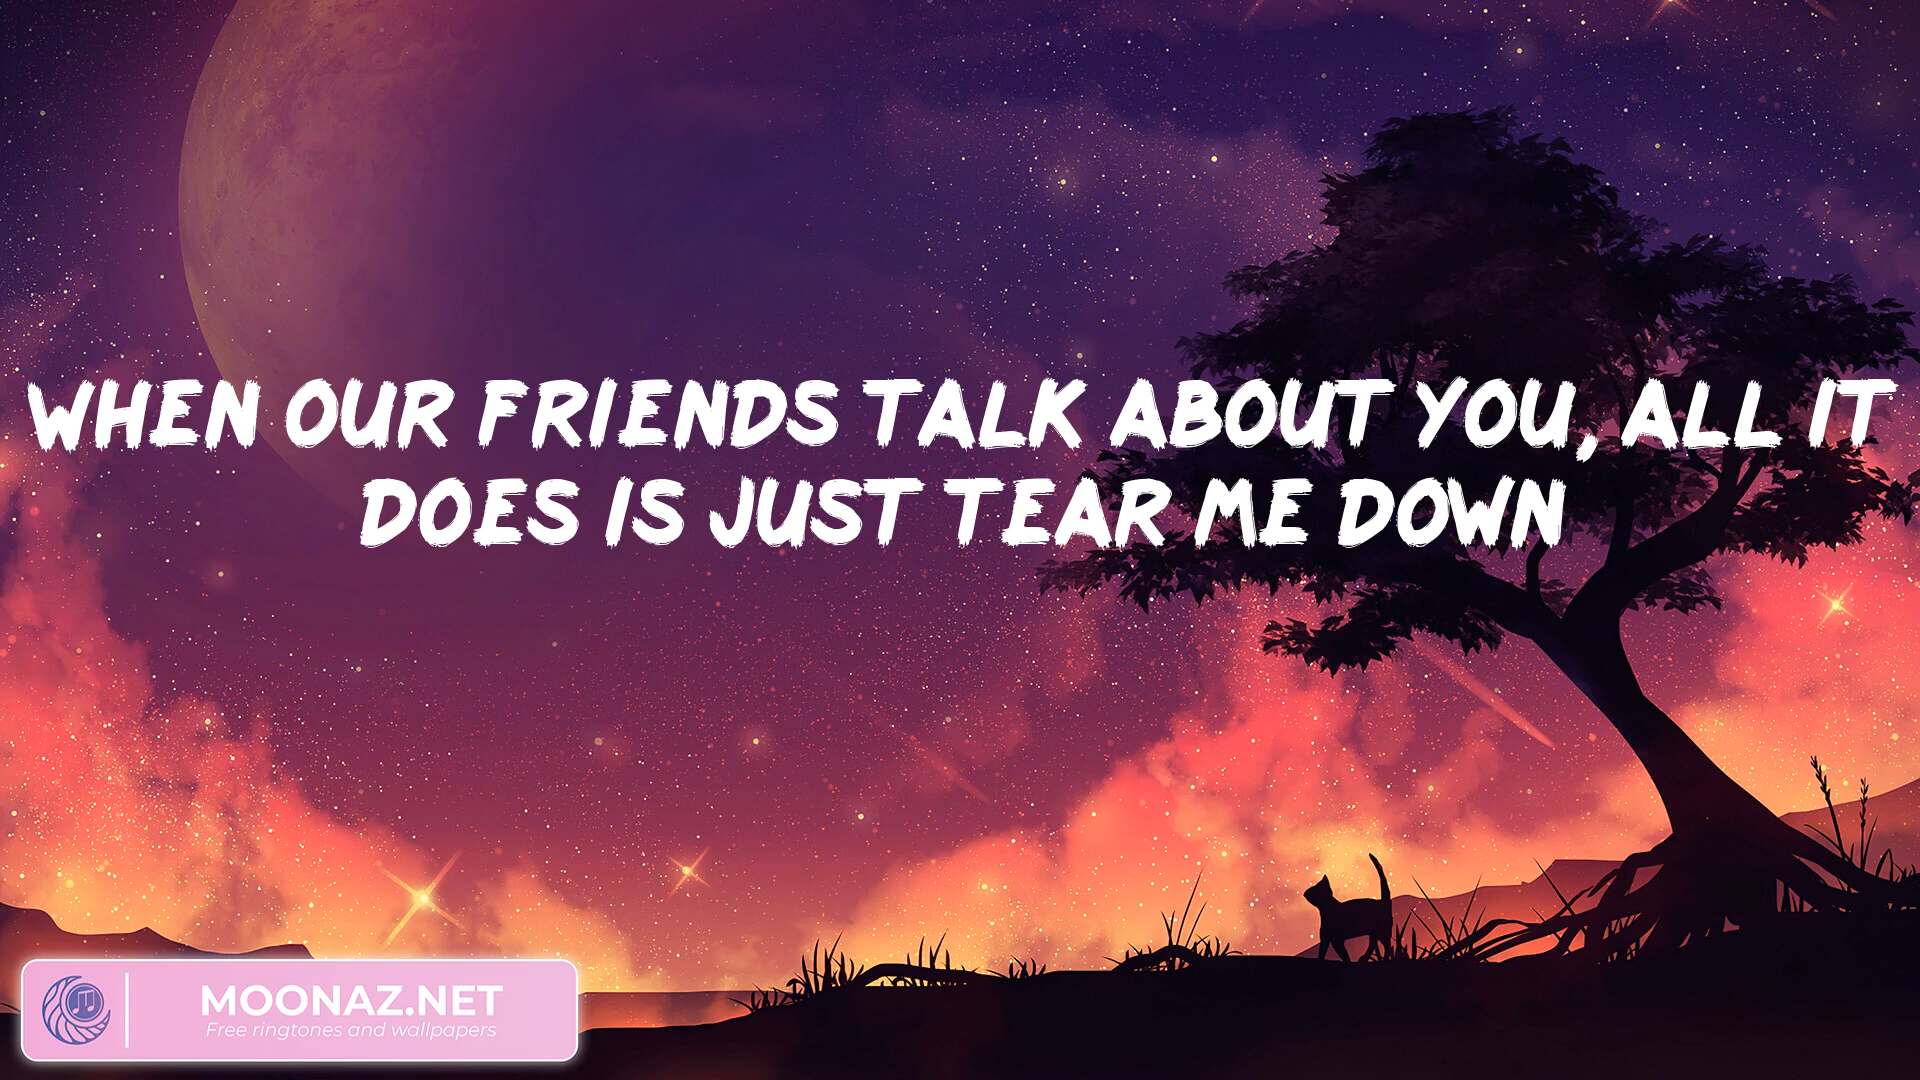 WHEN OUR FRIENDS TALK ABOUT YOU, ALL IT
DOES IS JUST TEAR ME DOWN
MOONAZ.NET
Free ringtones and wallpapers